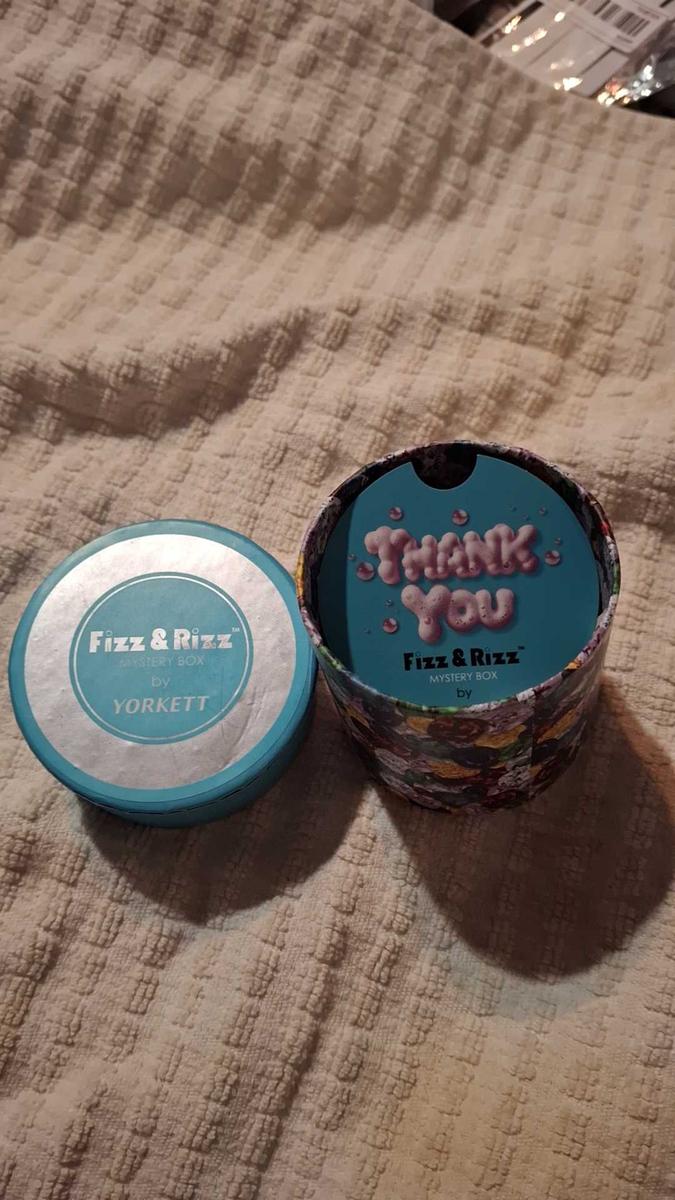 Fizz & Rizz™
MYSTERY BOX
by
YORKETT
THANK
YOU
Fizz & Rizz™
MYSTERY BOX
by